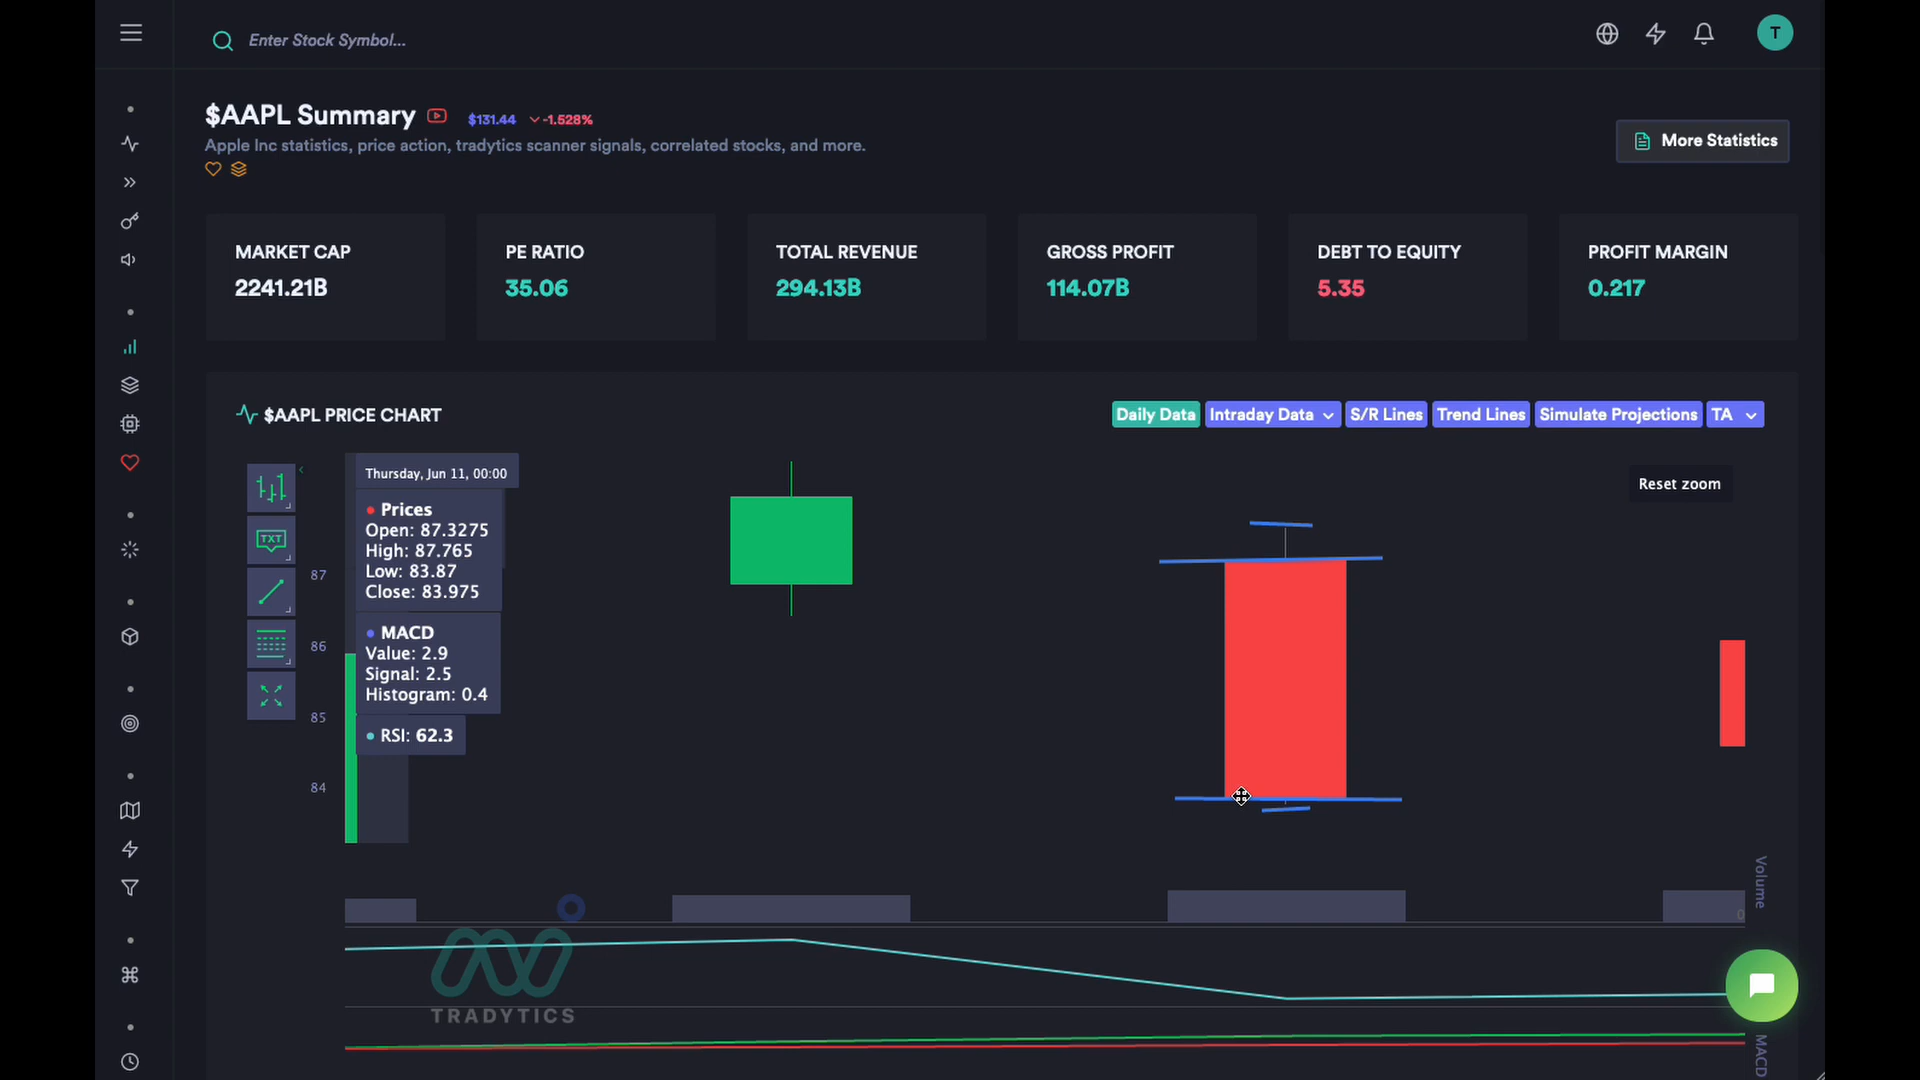 Enter Stock Symbol...
T
$AAPL Summary $131.44 -1.528%
Apple Inc statistics, price action, tradytics scanner signals, correlated stocks, and more.
More Statistics
MARKET CAP
2241.21B
PE RATIO
35.06
TOTAL REVENUE
294.13B
GROSS PROFIT
114.07B
DEBT TO EQUITY
5.35
PROFIT MARGIN
0.217
$AAPL PRICE CHART
Daily Data Intraday Data S/R Lines Trend Lines Simulate Projections TA
Reset zoom
TXT
Thursday, Jun 11, 00:00
Prices
Open: 87.3275
High: 87.765
Low: 83.87
Close: 83.975
MACD
Value: 2.9
Signal: 2.5
Histogram: 0.4
RSI: 62.3
87
86
85
84
Volume
0
TRADYTICS
MACD